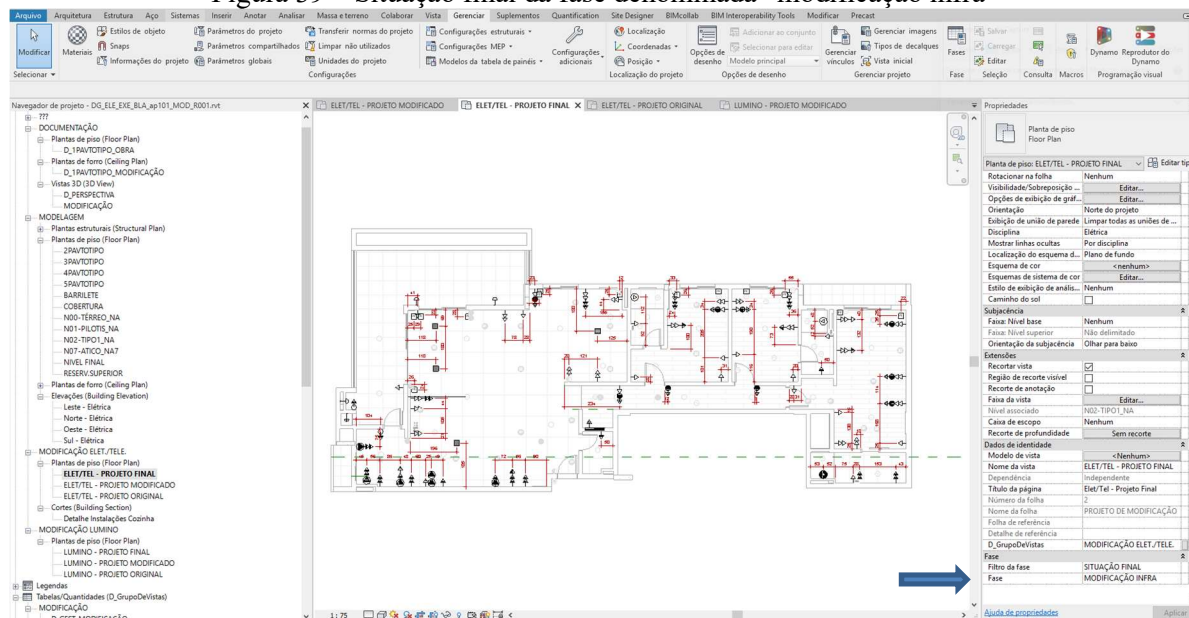 Figura 39 – Situação final da fase denominada "modificação infra"
Arquivo Arquitetura Estrutura Aço Sistemas Inserir Anotar Analisar Massa e terreno Colaborar Vista Gerenciar Suplementos Quantification Site Designer BIMcollab BIM Interoperability Tools Modificar Precast
Modificar
Materiais
Estilos de objeto
Snaps
Informações do projeto
Parâmetros do projeto
Parâmetros compartilhados
Parâmetros globais
Transferir normas do projeto
Limpar não utilizados
Unidades do projeto
Configurações estruturais
Configurações MEP
Modelos da tabela de painéis
Configurações adicionais
Localização
Coordenadas
Posição
Opções de desenho
Adicionar ao conjunto
Selecionar para editar
Modelo principal
Gerenciar vínculos
Gerenciar imagens
Tipos de decalques
Vista inicial
Fases
Salvar
Carregar
Editar
Dynamo
Reprodutor do Dynamo
Selecionar
Configurações
Localização do projeto
Opções de desenho
Gerenciar projeto
Fase
Seleção
Consulta
Macros
Programação visual
Navegador de projeto - DG_ELE_EXE_BLA_ap101_MOD_R001.rvt
???
DOCUMENTAÇÃO
Plantas de piso (Floor Plan)
D_1PAVTOTIPO_OBRA
Plantas de forro (Ceiling Plan)
D_1PAVTOTIPO_MODIFICAÇÃO
Vistas 3D (3D View)
D_PERSPECTIVA
MODIFICAÇÃO
MODELAGEM
Plantas estruturais (Structural Plan)
Plantas de piso (Floor Plan)
2PAVTOTIPO
3PAVTOTIPO
4PAVTOTIPO
5PAVTOTIPO
BARRILETE
COBERTURA
N00-TÉRREO_NA
N01-PILOTIS_NA
N02-TIPO1_NA
N07-ATICO_NA7
NIVEL FINAL
RESERV.SUPERIOR
Plantas de forro (Ceiling Plan)
Elevações (Building Elevation)
Leste - Elétrica
Norte - Elétrica
Oeste - Elétrica
Sul - Elétrica
MODIFICAÇÃO ELET./TELE.
Plantas de piso (Floor Plan)
ELET/TEL - PROJETO FINAL
ELET/TEL - PROJETO MODIFICADO
ELET/TEL - PROJETO ORIGINAL
Cortes (Building Section)
Detalhe Instalações Cozinha
MODIFICAÇÃO LUMINO
Plantas de piso (Floor Plan)
LUMINO - PROJETO FINAL
LUMINO - PROJETO MODIFICADO
LUMINO - PROJETO ORIGINAL
Legendas
Tabelas/Quantidades (D_GrupoDeVistas)
MODIFICAÇÃO
ELET/TEL - PROJETO MODIFICADO
ELET/TEL - PROJETO FINAL
ELET/TEL - PROJETO ORIGINAL
LUMINO - PROJETO MODIFICADO
1 : 75
Propriedades
Planta de piso
Floor Plan
Planta de piso: ELET/TEL - PROJETO FINAL Editar tip
Rotacionar na folha Nenhum
Visibilidade/Sobreposição ... Editar...
Opções de exibição de gráf... Editar...
Orientação Norte do projeto
Exibição de união de parede Limpar todas as uniões de ...
Disciplina Elétrica
Mostrar linhas ocultas Por disciplina
Localização do esquema d... Plano de fundo
Esquema de cor <nenhum>
Esquemas de sistema de cor Editar...
Estilo de exibição de anális... Nenhum
Caminho do sol
Subjacência
Faixa: Nível base Nenhum
Faixa: Nível superior Não delimitado
Orientação da subjacência Olhar para baixo
Extensões
Recortar vista
Região de recorte visível
Recorte de anotação
Faixa da vista Editar...
Nível associado N02-TIPO1_NA
Caixa de escopo Nenhum
Recorte de profundidade Sem recorte
Dados de identidade
Modelo de vista <Nenhum>
Nome da vista ELET/TEL - PROJETO FINAL
Dependência Independente
Título da página Elet/Tel - Projeto Final
Número da folha 2
Nome da folha PROJETO DE MODIFICAÇÃO
Folha de referência
Detalhe de referência
D_GrupoDeVistas MODIFICAÇÃO ELET./TELE.
Fase
Filtro da fase SITUAÇÃO FINAL
Fase MODIFICAÇÃO INFRA
Ajuda de propriedades Aplicar